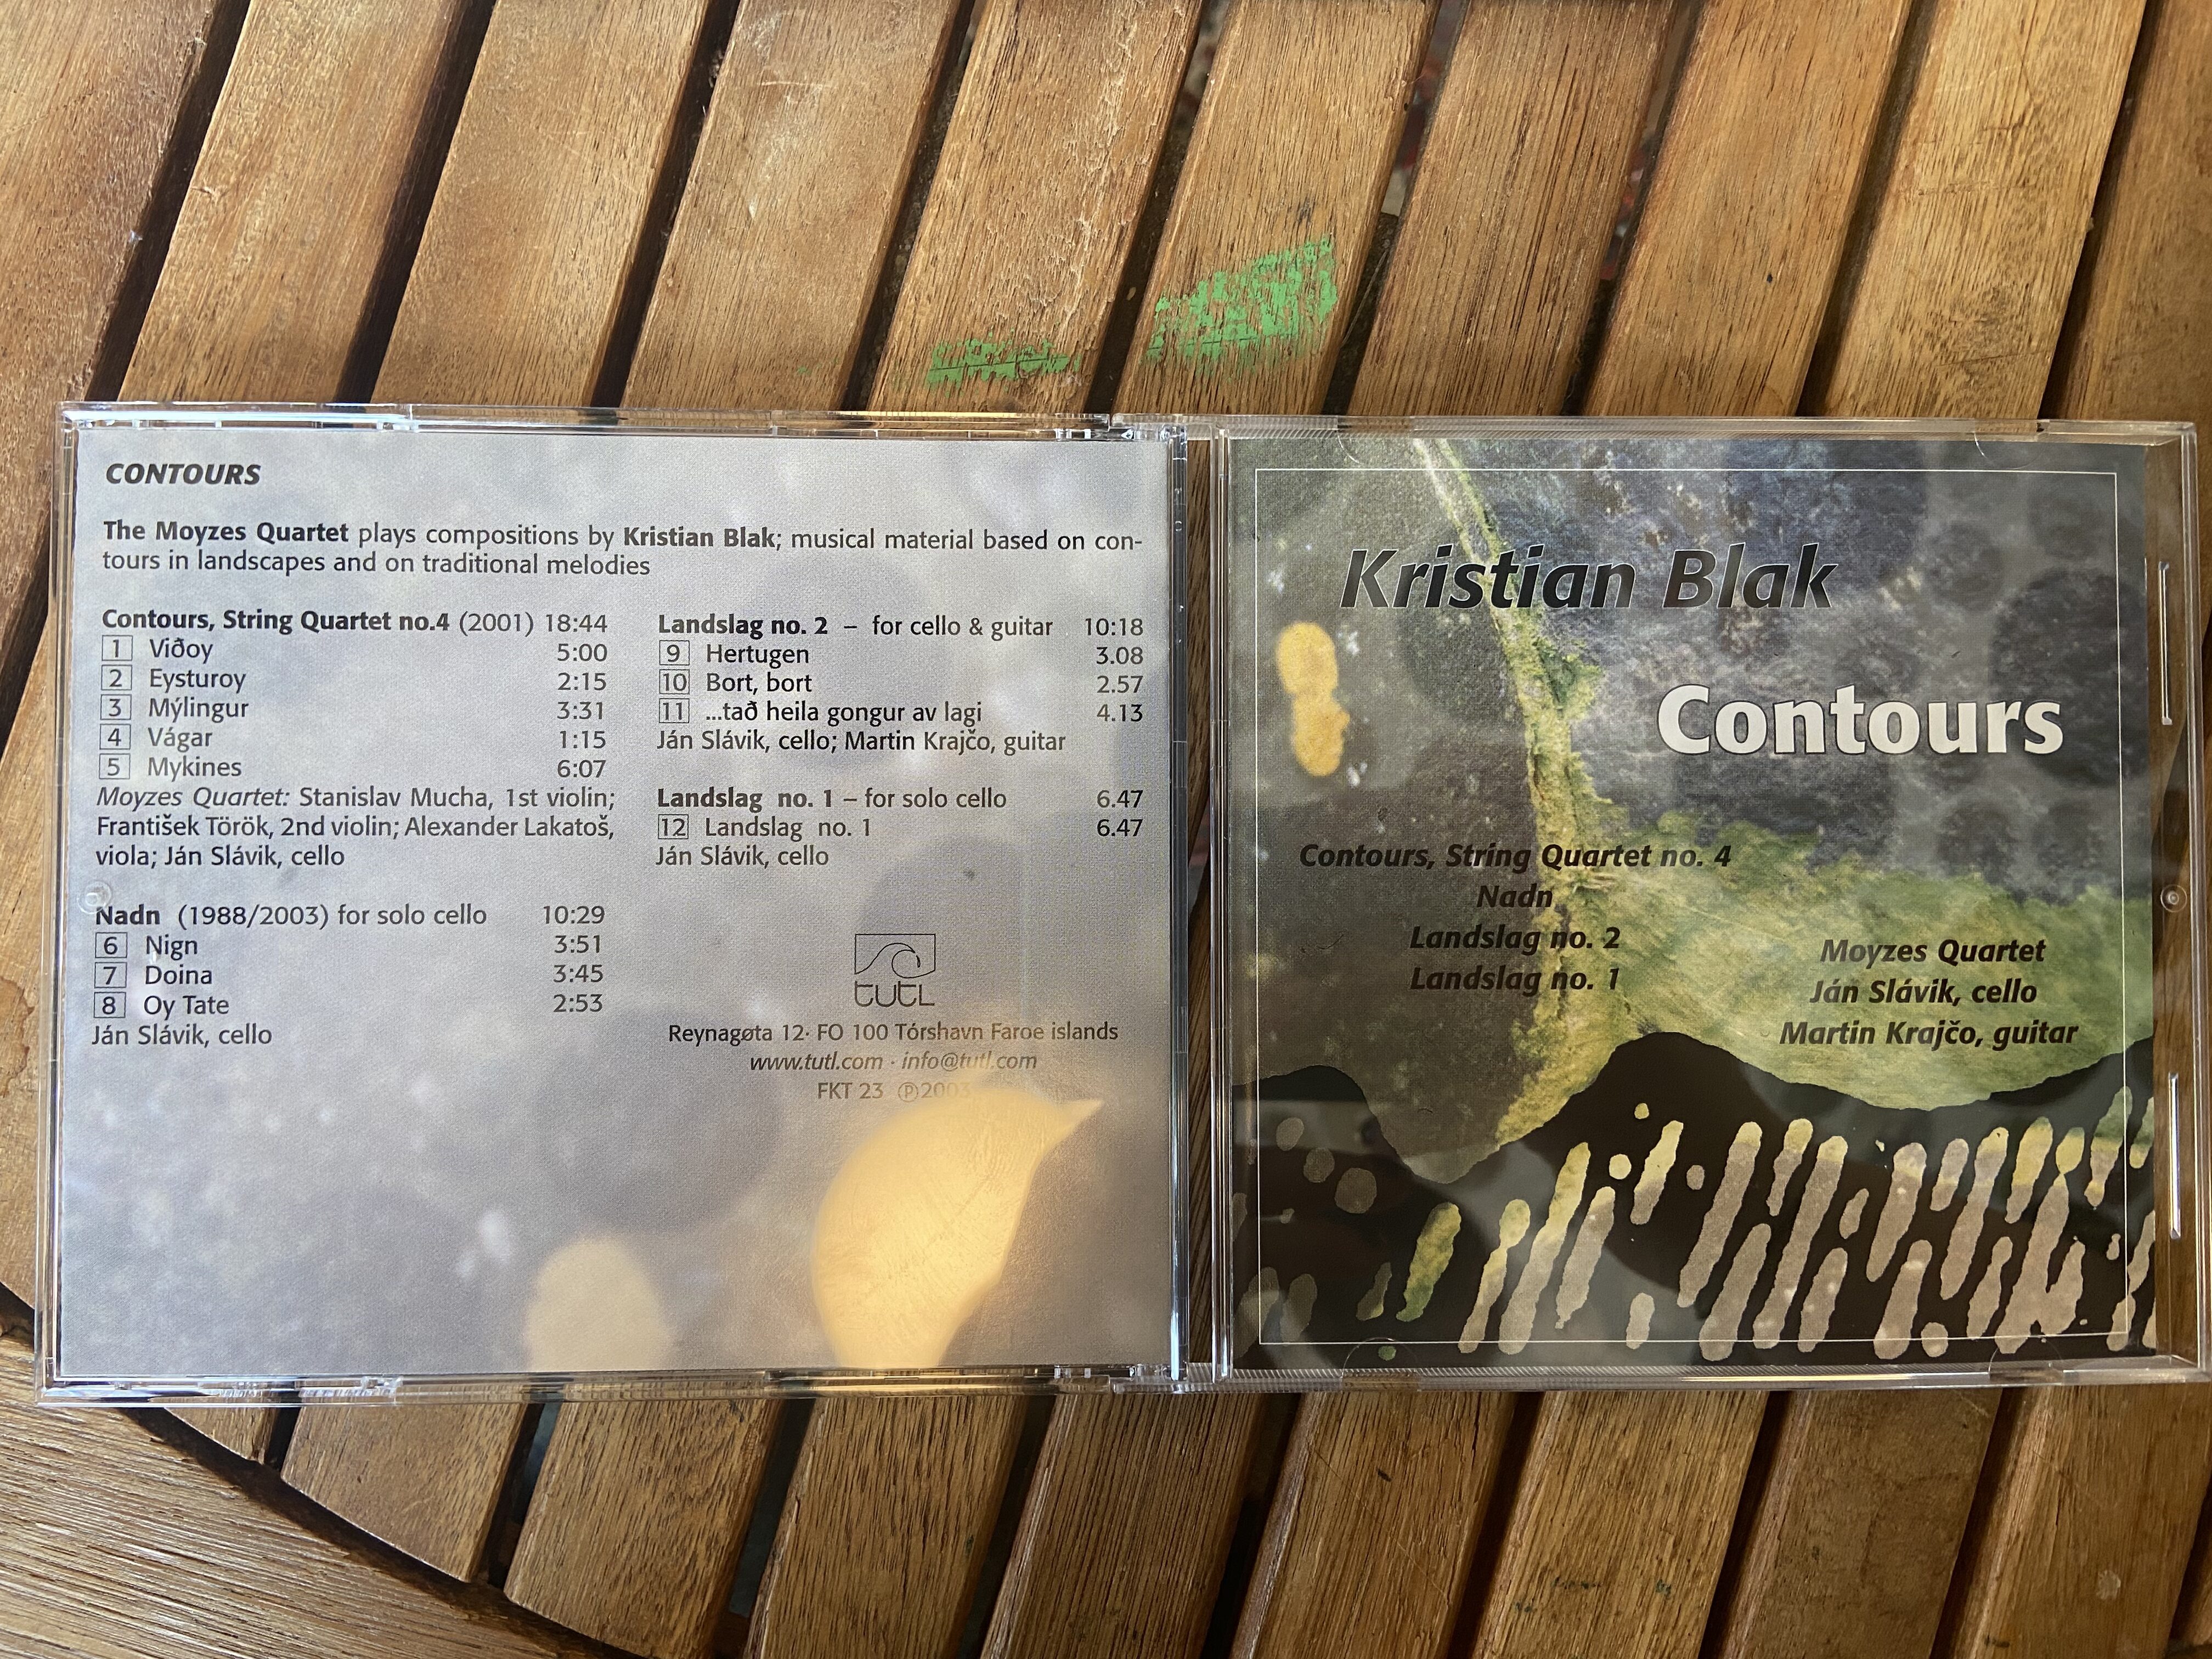 CONTOURS
The Moyzes Quartet plays compositions by Kristian Blak; musical material based on con-
tours in landscapes and on traditional melodies
Contours, String Quartet no.4 (2001) 18:44
1 Viðoy 5:00
2 Eysturoy 2:15
3 Mýlingur 3:31
4 Vágar 1:15
5 Mykines 6:07
Moyzes Quartet: Stanislav Mucha, 1st violin;
František Török, 2nd violin; Alexander Lakatoš,
viola; Ján Slávik, cello
Nadn (1988/2003) for solo cello 10:29
6 Nign 3:51
7 Doina 3:45
8 Oy Tate 2:53
Ján Slávik, cello
Landslag no. 2 – for cello & guitar 10:18
9 Hertugen 3.08
10 Bort, bort 2.57
11 ...tað heila gongur av lagi 4.13
Ján Slávik, cello; Martin Krajčo, guitar
Landslag no. 1 – for solo cello 6.47
12 Landslag no. 1 6.47
Ján Slávik, cello
tutl
Reynagøta 12· FO 100 Tórshavn Faroe islands
www.tutl.com · info@tutl.com
FKT 23 ℗2003
Kristian Blak
Contours
Contours, String Quartet no. 4
Nadn
Landslag no. 2
Landslag no. 1
Moyzes Quartet
Ján Slávik, cello
Martin Krajčo, guitar